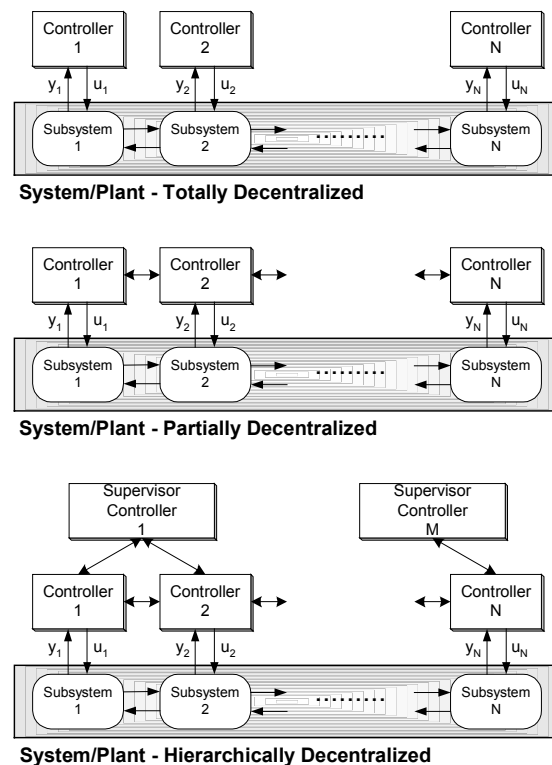 Controller Controller Controller
1 2 N
y1 u1 y2 u2 yN uN
Subsystem Subsystem Subsystem
1 2 N
System/Plant - Totally Decentralized
Controller Controller Controller
1 2 N
y1 u1 y2 u2 yN uN
Subsystem Subsystem Subsystem
1 2 N
System/Plant - Partially Decentralized
Supervisor Supervisor
Controller Controller
1 M
Controller Controller Controller
1 2 N
y1 u1 y2 u2 yN uN
Subsystem Subsystem Subsystem
1 2 N
System/Plant - Hierarchically Decentralized